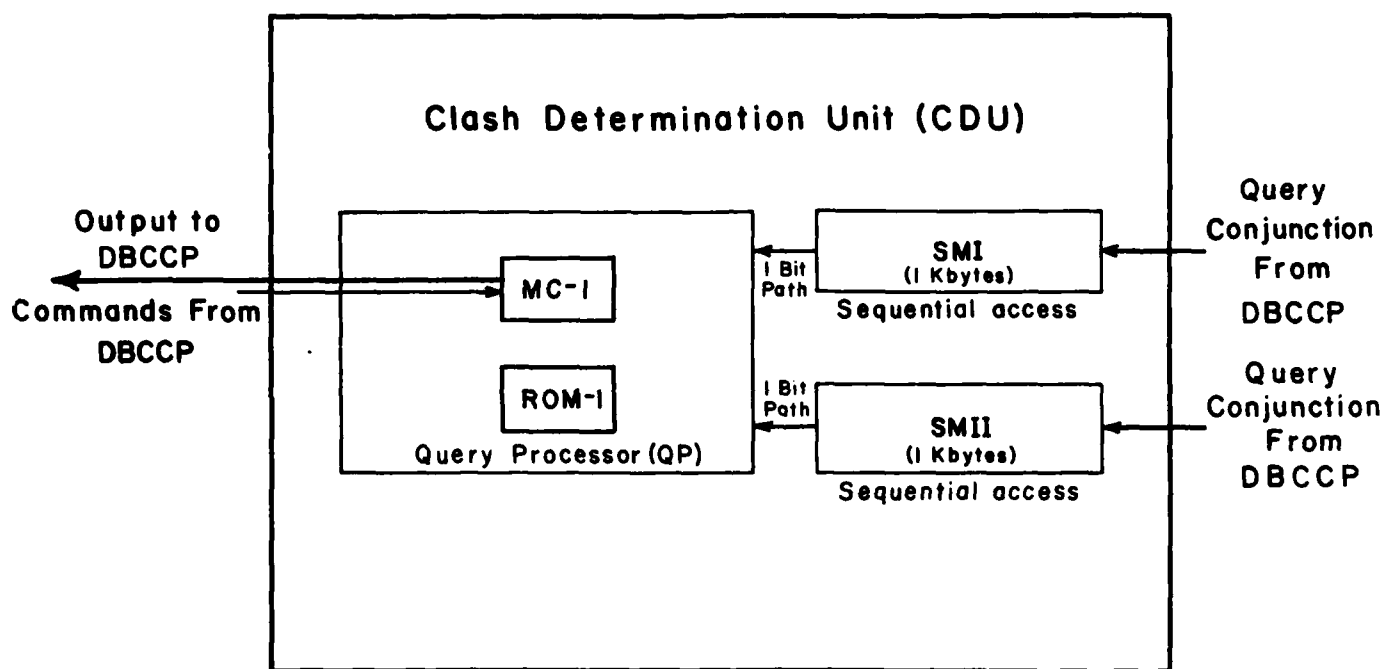 Clash Determination Unit (CDU)
Output to
DBCCP
Commands From
DBCCP
MC-1
ROM-1
Query Processor (QP)
1 Bit
Path
SMI
(1 Kbytes)
Sequential access
1 Bit
Path
SMII
(1 Kbytes)
Sequential access
Query
Conjunction
From
DBCCP
Query
Conjunction
From
DBCCP